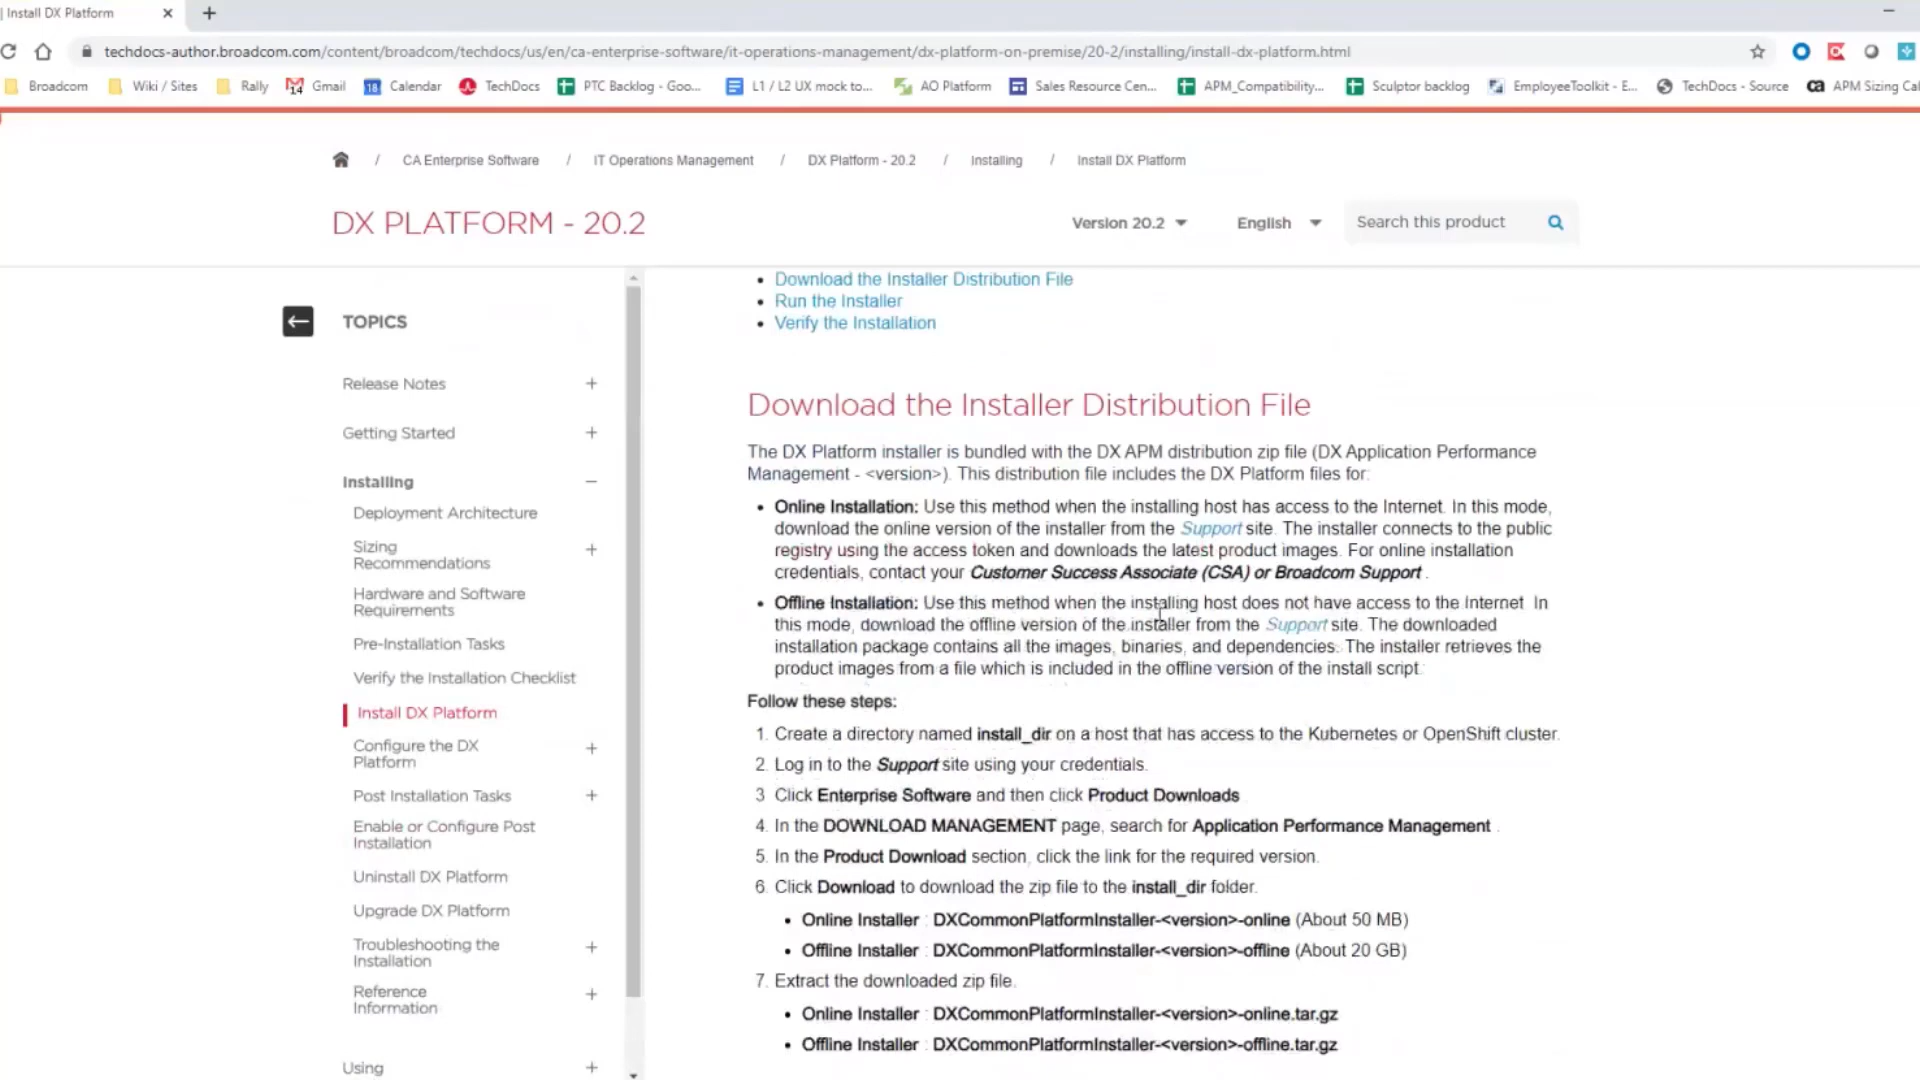 Install DX Platform
techdocs-author.broadcom.com/content/broadcom/techdocs/us/en/ca-enterprise-software/it-operations-management/dx-platform-on-premise/20-2/installing/install-dx-platform.html
Broadcom Wiki / Sites Rally Gmail Calendar TechDocs PTC Backlog - Goo... L1 / L2 UX mock to... AO Platform Sales Resource Cen... APM_Compatibility... Sculptor backlog EmployeeToolkit - E... TechDocs - Source APM Sizing Cal
/ CA Enterprise Software / IT Operations Management / DX Platform - 20.2 / Installing / Install DX Platform
DX PLATFORM - 20.2
Version 20.2
English
Search this product
TOPICS
Release Notes +
Getting Started +
Installing −
Deployment Architecture
Sizing +
Recommendations
Hardware and Software
Requirements
Pre-Installation Tasks
Verify the Installation Checklist
Install DX Platform
Configure the DX +
Platform
Post Installation Tasks +
Enable or Configure Post
Installation
Uninstall DX Platform
Upgrade DX Platform
Troubleshooting the +
Installation
Reference +
Information
Using +
• Download the Installer Distribution File
• Run the Installer
• Verify the Installation
Download the Installer Distribution File
The DX Platform installer is bundled with the DX APM distribution zip file (DX Application Performance
Management - <version>). This distribution file includes the DX Platform files for:
• Online Installation: Use this method when the installing host has access to the Internet. In this mode,
download the online version of the installer from the Support site. The installer connects to the public
registry using the access token and downloads the latest product images. For online installation
credentials, contact your Customer Success Associate (CSA) or Broadcom Support .
• Offline Installation: Use this method when the installing host does not have access to the Internet In
this mode, download the offline version of the installer from the Support site. The downloaded
installation package contains all the images, binaries, and dependencies. The installer retrieves the
product images from a file which is included in the offline version of the install script.
Follow these steps:
1. Create a directory named install_dir on a host that has access to the Kubernetes or OpenShift cluster.
2. Log in to the Support site using your credentials.
3 Click Enterprise Software and then click Product Downloads
4. In the DOWNLOAD MANAGEMENT page, search for Application Performance Management .
5. In the Product Download section, click the link for the required version.
6. Click Download to download the zip file to the install_dir folder.
• Online Installer : DXCommonPlatformInstaller-<version>-online (About 50 MB)
• Offline Installer : DXCommonPlatformInstaller-<version>-offline (About 20 GB)
7. Extract the downloaded zip file.
• Online Installer : DXCommonPlatformInstaller-<version>-online.tar.gz
• Offline Installer : DXCommonPlatformInstaller-<version>-offline.tar.gz